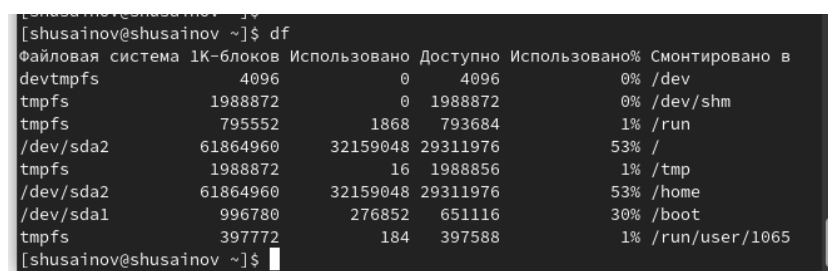 [shusainov@shusainov ~]$
[shusainov@shusainov ~]$ df
Файловая система 1K-блоков Использовано Доступно Использовано% Смонтировано в
devtmpfs 4096 0 4096 0% /dev
tmpfs 1988872 0 1988872 0% /dev/shm
tmpfs 795552 1868 793684 1% /run
/dev/sda2 61864960 32159048 29311976 53% /
tmpfs 1988872 16 1988856 1% /tmp
/dev/sda2 61864960 32159048 29311976 53% /home
/dev/sda1 996780 276852 651116 30% /boot
tmpfs 397772 184 397588 1% /run/user/1065
[shusainov@shusainov ~]$